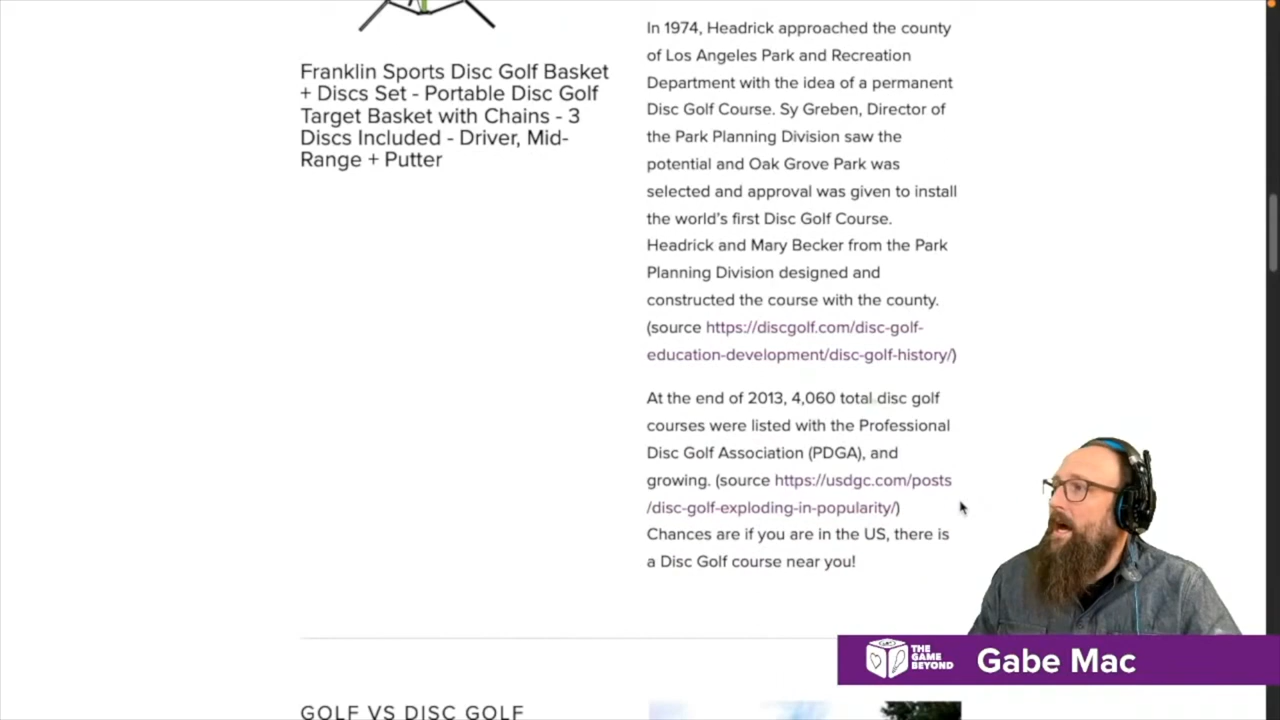 Franklin Sports Disc Golf Basket
+ Discs Set - Portable Disc Golf
Target Basket with Chains - 3
Discs Included - Driver, Mid-
Range + Putter
In 1974, Headrick approached the county
of Los Angeles Park and Recreation
Department with the idea of a permanent
Disc Golf Course. Sy Greben, Director of
the Park Planning Division saw the
potential and Oak Grove Park was
selected and approval was given to install
the world's first Disc Golf Course.
Headrick and Mary Becker from the Park
Planning Division designed and
constructed the course with the county.
(source https://discgolf.com/disc-golf-
education-development/disc-golf-history/)
At the end of 2013, 4,060 total disc golf
courses were listed with the Professional
Disc Golf Association (PDGA), and
growing. (source https://usdgc.com/posts
/disc-golf-exploding-in-popularity/)
Chances are if you are in the US, there is
a Disc Golf course near you!
THE
GAME
BEYOND
Gabe Mac
GOLF VS DISC GOLF